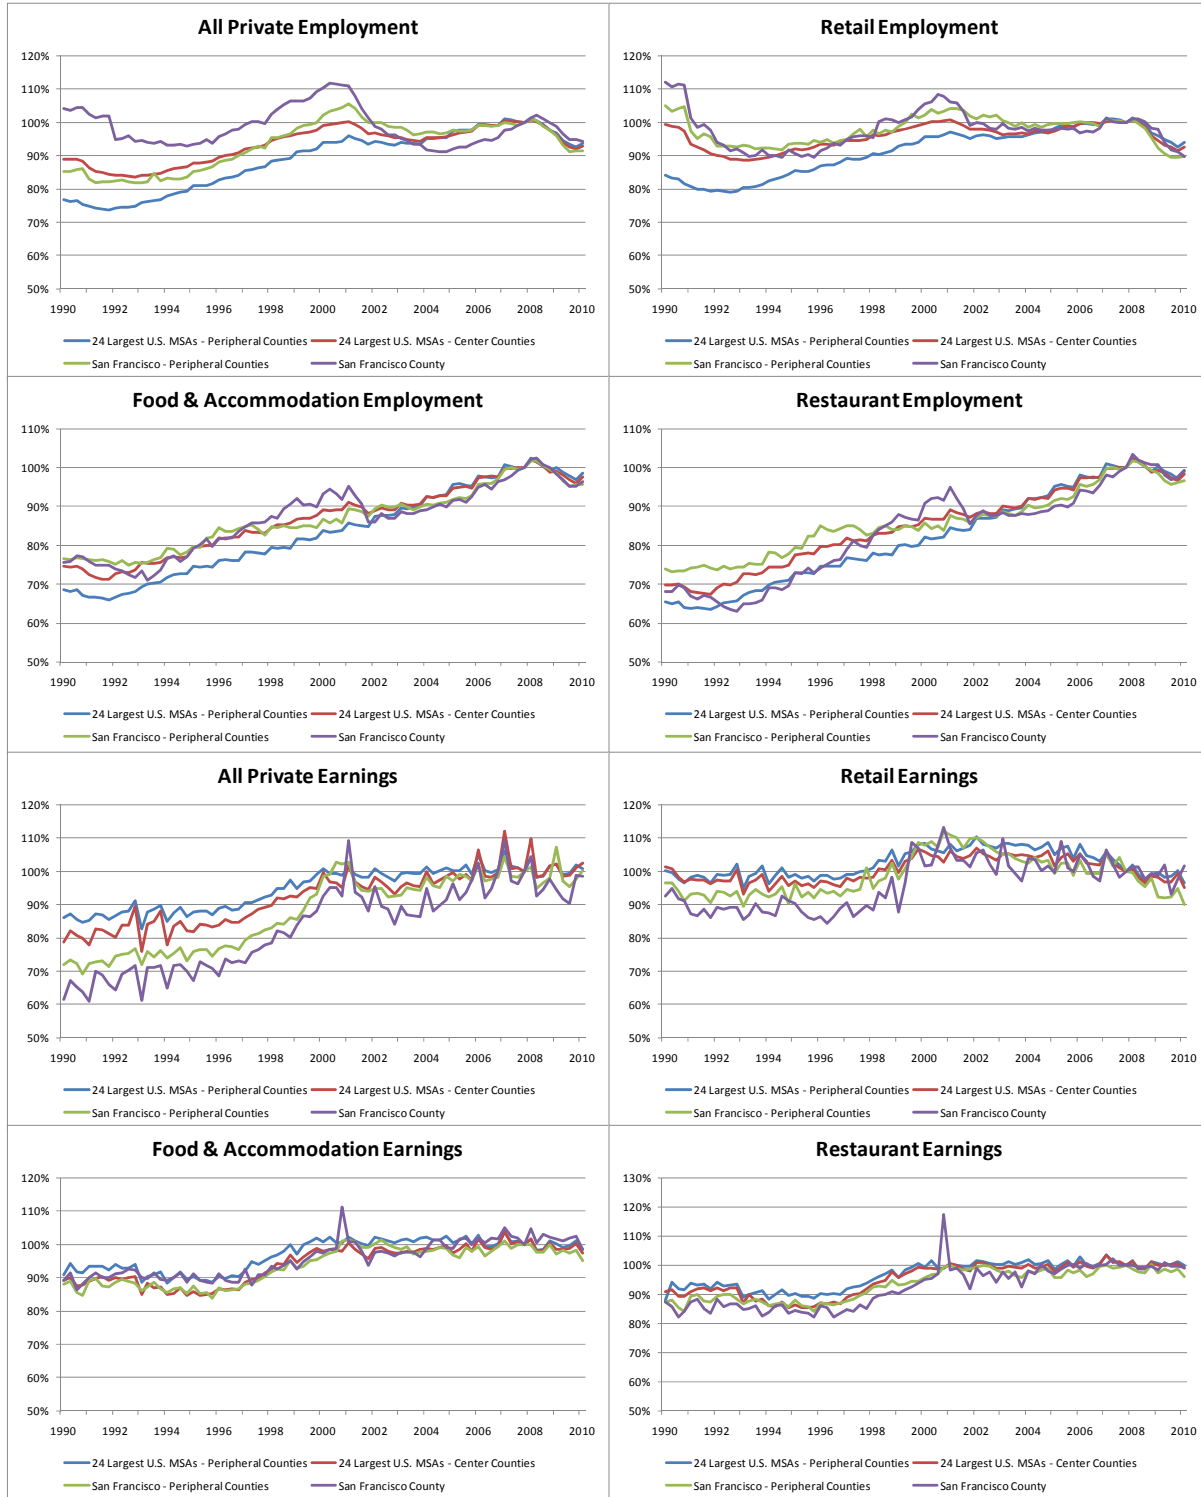 All Private Employment
120%
110%
100%
90%
80%
70%
60%
50%
1990 1992 1994 1996 1998 2000 2002 2004 2006 2008 2010
24 Largest U.S. MSAs - Peripheral Counties 24 Largest U.S. MSAs - Center Counties
San Francisco - Peripheral Counties San Francisco County
Retail Employment
120%
110%
100%
90%
80%
70%
60%
50%
1990 1992 1994 1996 1998 2000 2002 2004 2006 2008 2010
24 Largest U.S. MSAs - Peripheral Counties 24 Largest U.S. MSAs - Center Counties
San Francisco - Peripheral Counties San Francisco County
Food & Accommodation Employment
110%
100%
90%
80%
70%
60%
50%
1990 1992 1994 1996 1998 2000 2002 2004 2006 2008 2010
24 Largest U.S. MSAs - Peripheral Counties 24 Largest U.S. MSAs - Center Counties
San Francisco - Peripheral Counties San Francisco County
Restaurant Employment
110%
100%
90%
80%
70%
60%
50%
1990 1992 1994 1996 1998 2000 2002 2004 2006 2008 2010
24 Largest U.S. MSAs - Peripheral Counties 24 Largest U.S. MSAs - Center Counties
San Francisco - Peripheral Counties San Francisco County
All Private Earnings
120%
110%
100%
90%
80%
70%
60%
50%
1990 1992 1994 1996 1998 2000 2002 2004 2006 2008 2010
24 Largest U.S. MSAs - Peripheral Counties 24 Largest U.S. MSAs - Center Counties
San Francisco - Peripheral Counties San Francisco County
Retail Earnings
120%
110%
100%
90%
80%
70%
60%
50%
1990 1992 1994 1996 1998 2000 2002 2004 2006 2008 2010
24 Largest U.S. MSAs - Peripheral Counties 24 Largest U.S. MSAs - Center Counties
San Francisco - Peripheral Counties San Francisco County
Food & Accommodation Earnings
120%
110%
100%
90%
80%
70%
60%
50%
1990 1992 1994 1996 1998 2000 2002 2004 2006 2008 2010
24 Largest U.S. MSAs - Peripheral Counties 24 Largest U.S. MSAs - Center Counties
San Francisco - Peripheral Counties San Francisco County
Restaurant Earnings
130%
120%
110%
100%
90%
80%
70%
60%
50%
1990 1992 1994 1996 1998 2000 2002 2004 2006 2008 2010
24 Largest U.S. MSAs - Peripheral Counties 24 Largest U.S. MSAs - Center Counties
San Francisco - Peripheral Counties San Francisco County